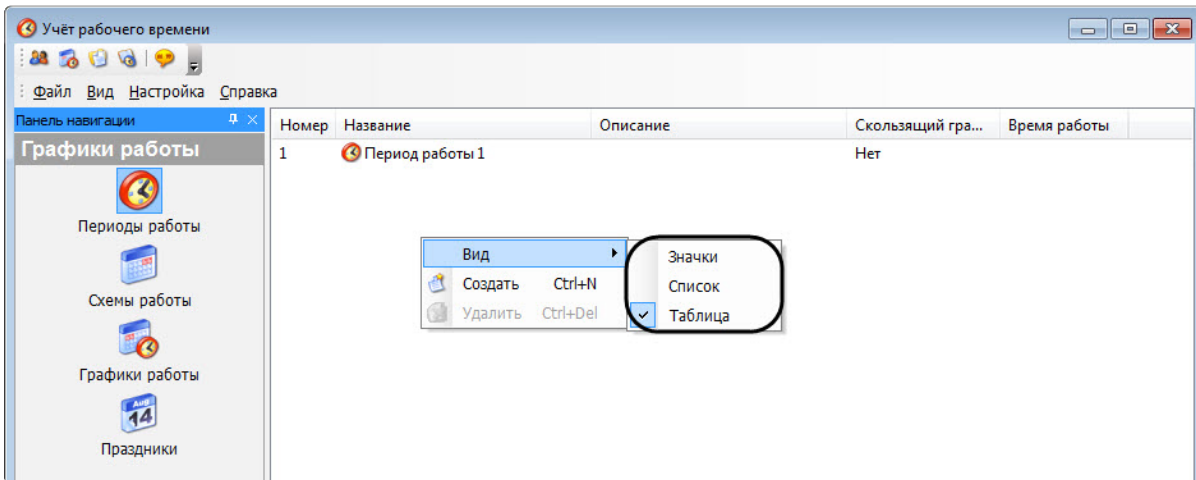 Учёт рабочего времени
Файл Вид Настройка Справка
Панель навигации
Графики работы
Периоды работы
Схемы работы
Графики работы
Aug
14
Праздники
Номер Название Описание Скользящий гра... Время работы
1 Период работы 1 Нет
Вид
Создать Ctrl+N
Удалить Ctrl+Del
Значки
Список
Таблица